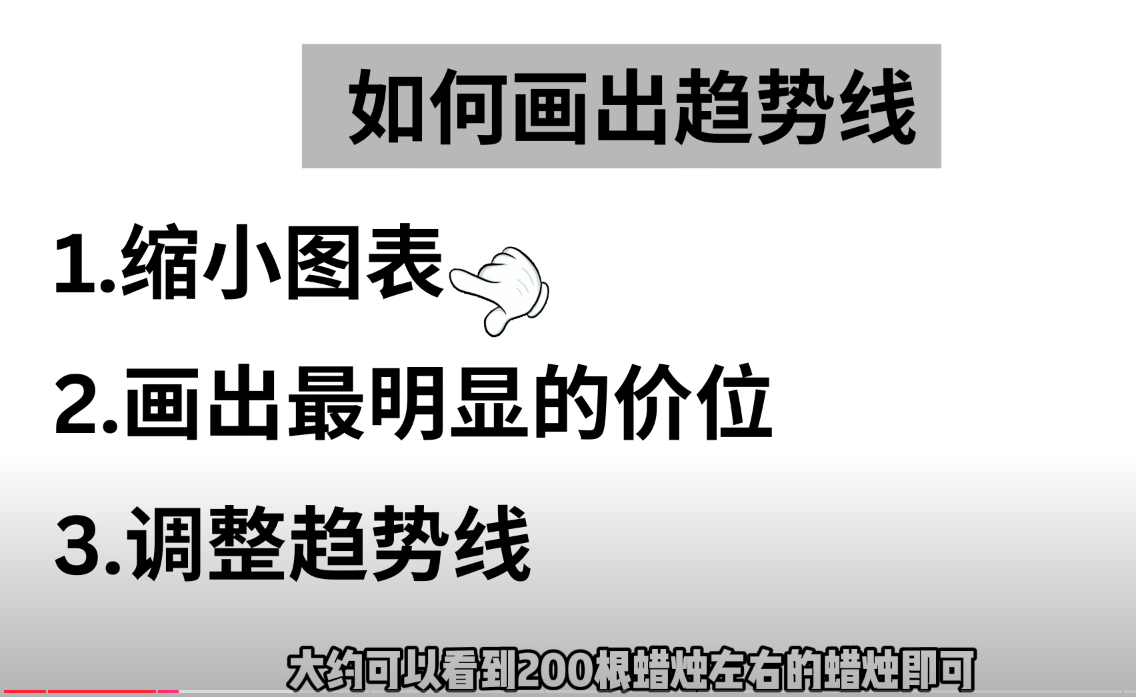 如何画出趋势线
1.缩小图表
2.画出最明显的价位
3.调整趋势线
大约可以看到200根蜡烛左右的蜡烛即可